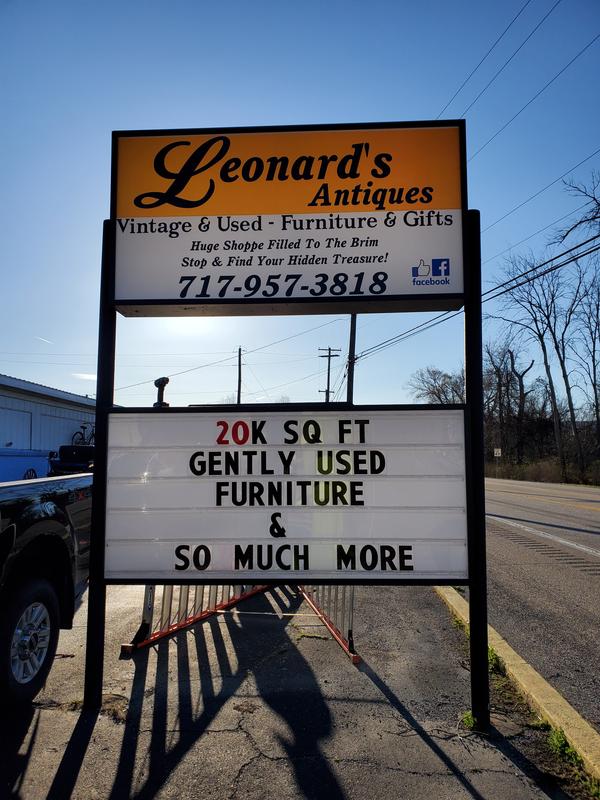 Leonard's
Antiques
Vintage & Used - Furniture & Gifts
Huge Shoppe Filled To The Brim
Stop & Find Your Hidden Treasure!
717-957-3818
facebook
20K SQ FT
GENTLY USED
FURNITURE
&
SO MUCH MORE